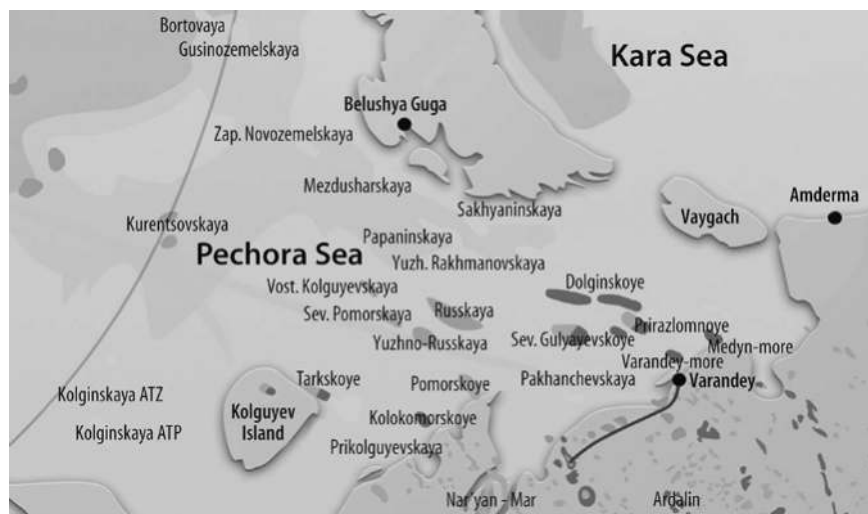 Bortovaya
Gusinozemelskaya
Kara Sea
Belushya Guga
Zap. Novozemelskaya
Mezdusharskaya
Sakhyaninskaya
Amderma
Vaygach
Kurentsovskaya
Papaninskaya
Pechora Sea
Yuzh. Rakhmanovskaya
Vost. Kolguyevskaya
Dolginskoye
Sev. Pomorskaya
Russkaya
Prirazlomnoye
Yuzhno-Russkaya
Sev. Gulyayevskoye
Medyn-more
Varandey-more
Tarkskoye
Pomorskoye
Pakhanchevskaya
Varandey
Kolginskaya ATZ
Kolguyev
Island
Kolokomorskoye
Kolginskaya ATP
Prikolguyevskaya
Nar'yan - Mar
Ardalin